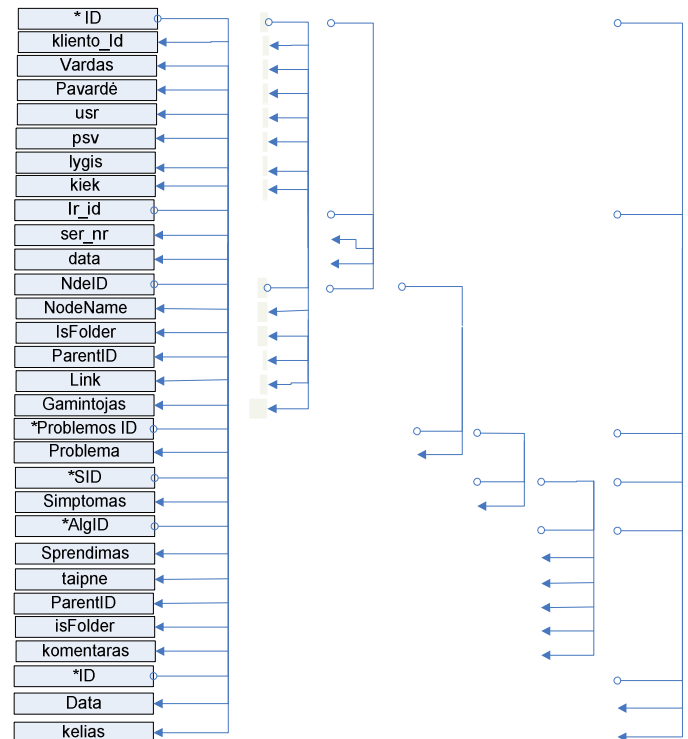 * ID
kliento_Id
Vardas
Pavardė
usr
psv
lygis
kiek
Ir_id
ser_nr
data
NdeID
NodeName
IsFolder
ParentID
Link
Gamintojas
*Problemos ID
Problema
*SID
Simptomas
*AlgID
Sprendimas
taipne
ParentID
isFolder
komentaras
*ID
Data
kelias